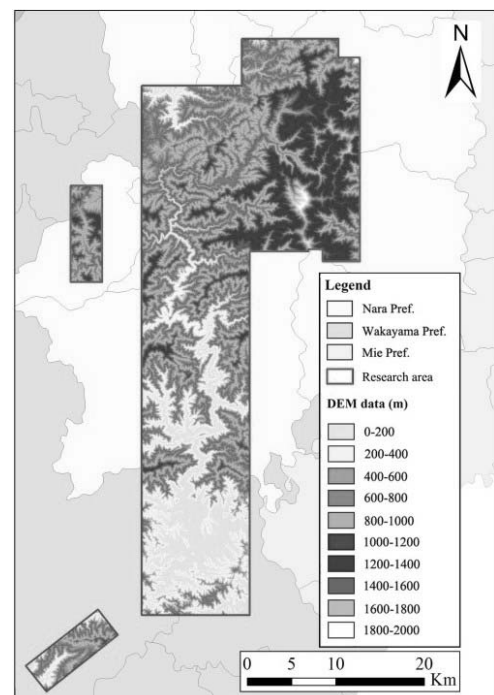 N
Legend
Nara Pref.
Wakayama Pref.
Mie Pref.
Research area
DEM data (m)
0-200
200-400
400-600
600-800
800-1000
1000-1200
1200-1400
1400-1600
1600-1800
1800-2000
0 5 10 20
Km